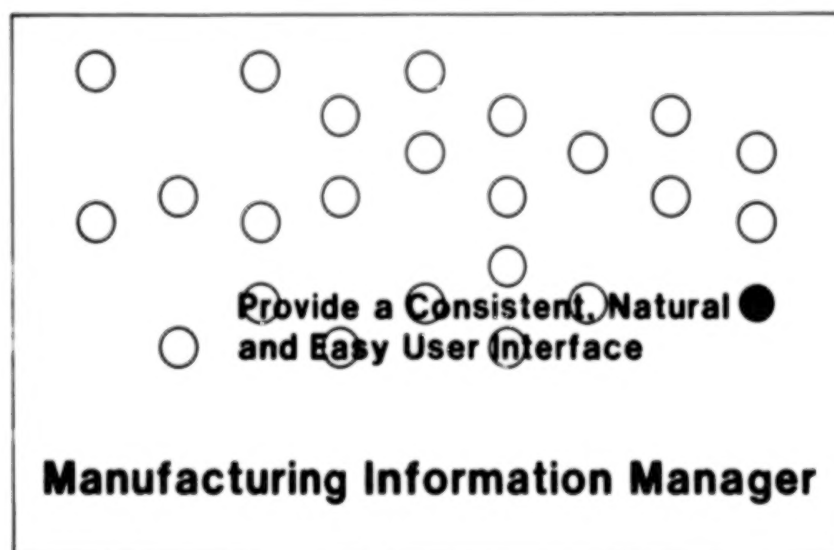 Provide a Consistent, Natural
and Easy User Interface
Manufacturing Information Manager